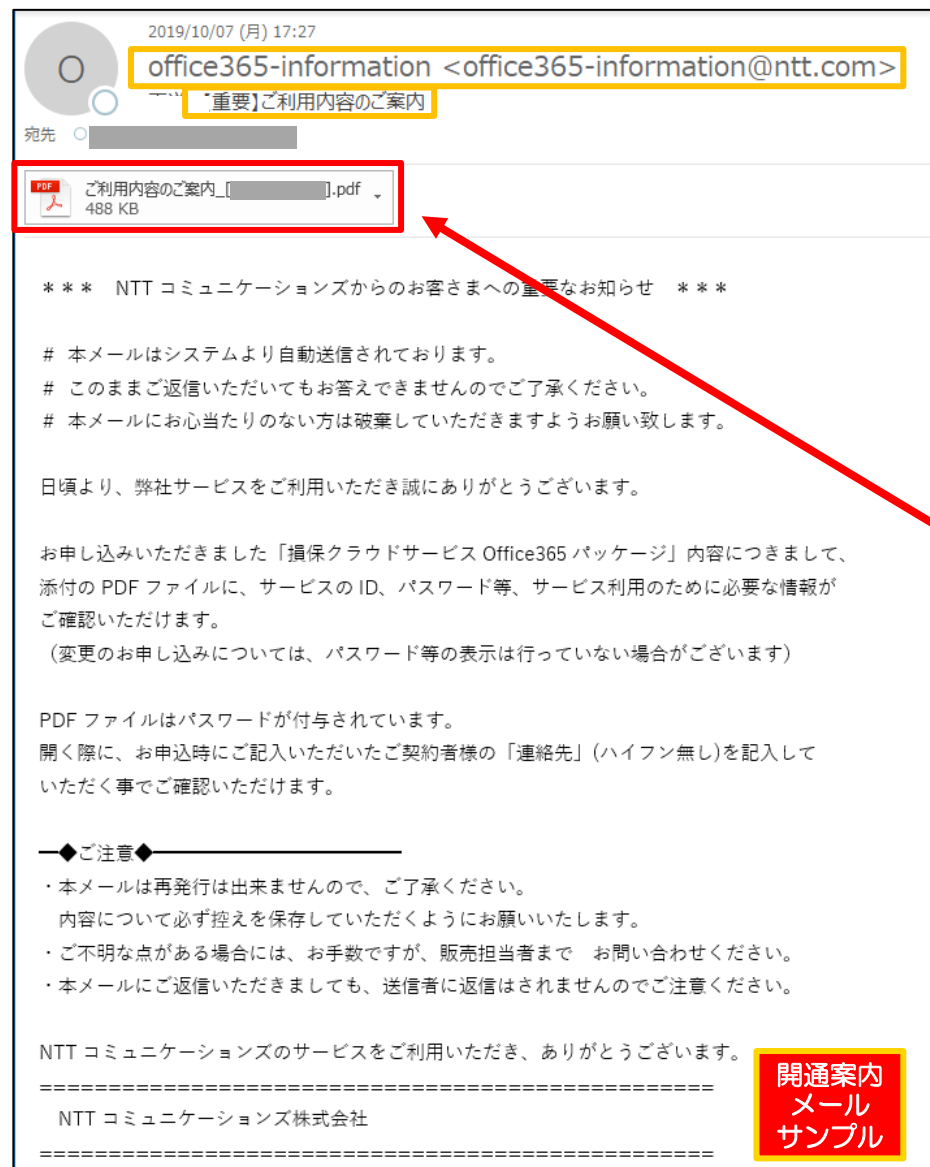 2019/10/07 (月) 17:27
O
office365-information <office365-information@ntt.com>
【重要】ご利用内容のご案内
宛先
PDF
ご利用内容のご案内_[ ].pdf
488 KB
＊＊＊　NTT コミュニケーションズからのお客さまへの重要なお知らせ　＊＊＊
# 本メールはシステムより自動送信されております。
# このままご返信いただいてもお答えできませんのでご了承ください。
# 本メールにお心当たりのない方は破棄していただきますようお願い致します。
日頃より、弊社サービスをご利用いただき誠にありがとうございます。
お申し込みいただきました「損保クラウドサービス Office365 パッケージ」内容につきまして、
添付の PDF ファイルに、サービスの ID、パスワード等、サービス利用のために必要な情報が
ご確認いただけます。
（変更のお申し込みについては、パスワード等の表示は行っていない場合がございます）
PDF ファイルはパスワードが付与されています。
開く際に、お申込時にご記入いただいたご契約者様の「連絡先」(ハイフン無し)を記入して
いただく事でご確認いただけます。
━◆ご注意◆━━━━━━━━━━━━
・本メールは再発行は出来ませんので、ご了承ください。
内容について必ず控えを保存していただくようにお願いいたします。
・ご不明な点がある場合には、お手数ですが、販売担当者まで　お問い合わせください。
・本メールにご返信いただきましても、送信者に返信はされませんのでご注意ください。
NTT コミュニケーションズのサービスをご利用いただき、ありがとうございます。
====================================================
NTT コミュニケーションズ株式会社
====================================================
開通案内
メール
サンプル